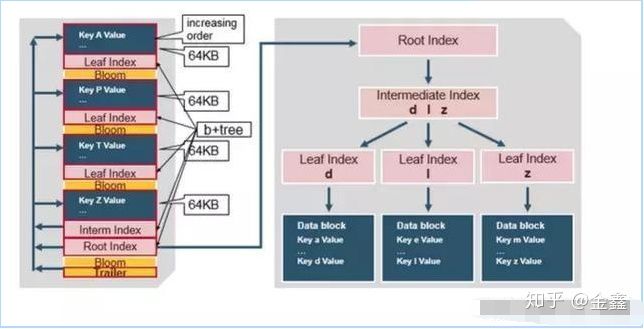 Key A Value
...
Leaf Index
Bloom
Key P Value
...
Leaf Index
Bloom
Key T Value
...
Leaf Index
Bloom
Key Z Value
...
Interm Index
Root Index
Bloom
Trailer
increasing
order
64KB
64KB
b+tree
64KB
64KB
Root Index
Intermediate Index
d l z
Leaf Index
d
Leaf Index
l
Leaf Index
z
Data block
Key a Value
...
Key d Value
Data block
Key e Value
...
Key l Value
Data block
Key m Value
...
Key z Value
知乎 @金鑫